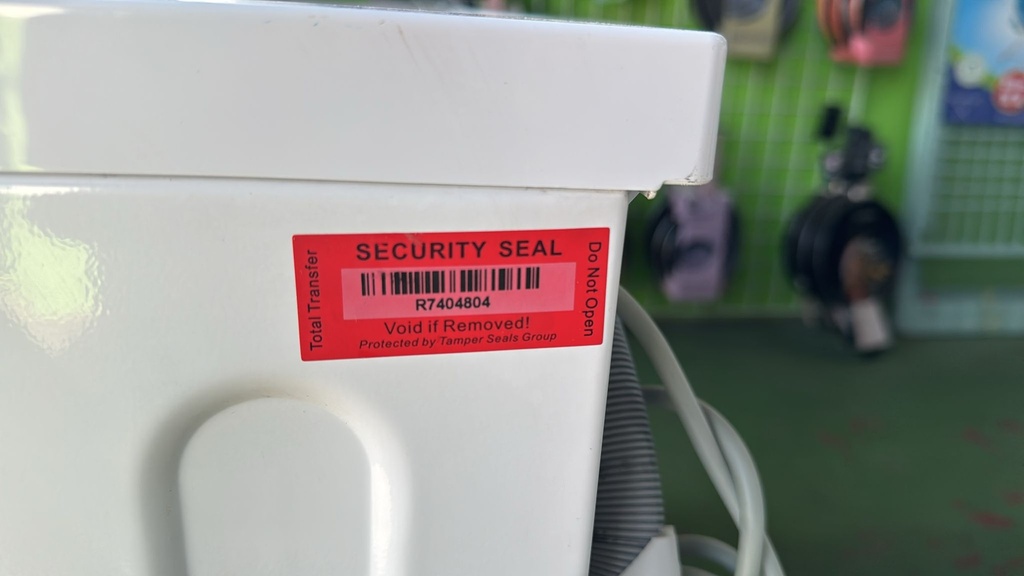 SECURITY SEAL
Total Transfer
R7404804
Do Not Open
Void if Removed!
Protected by Tamper Seals Group